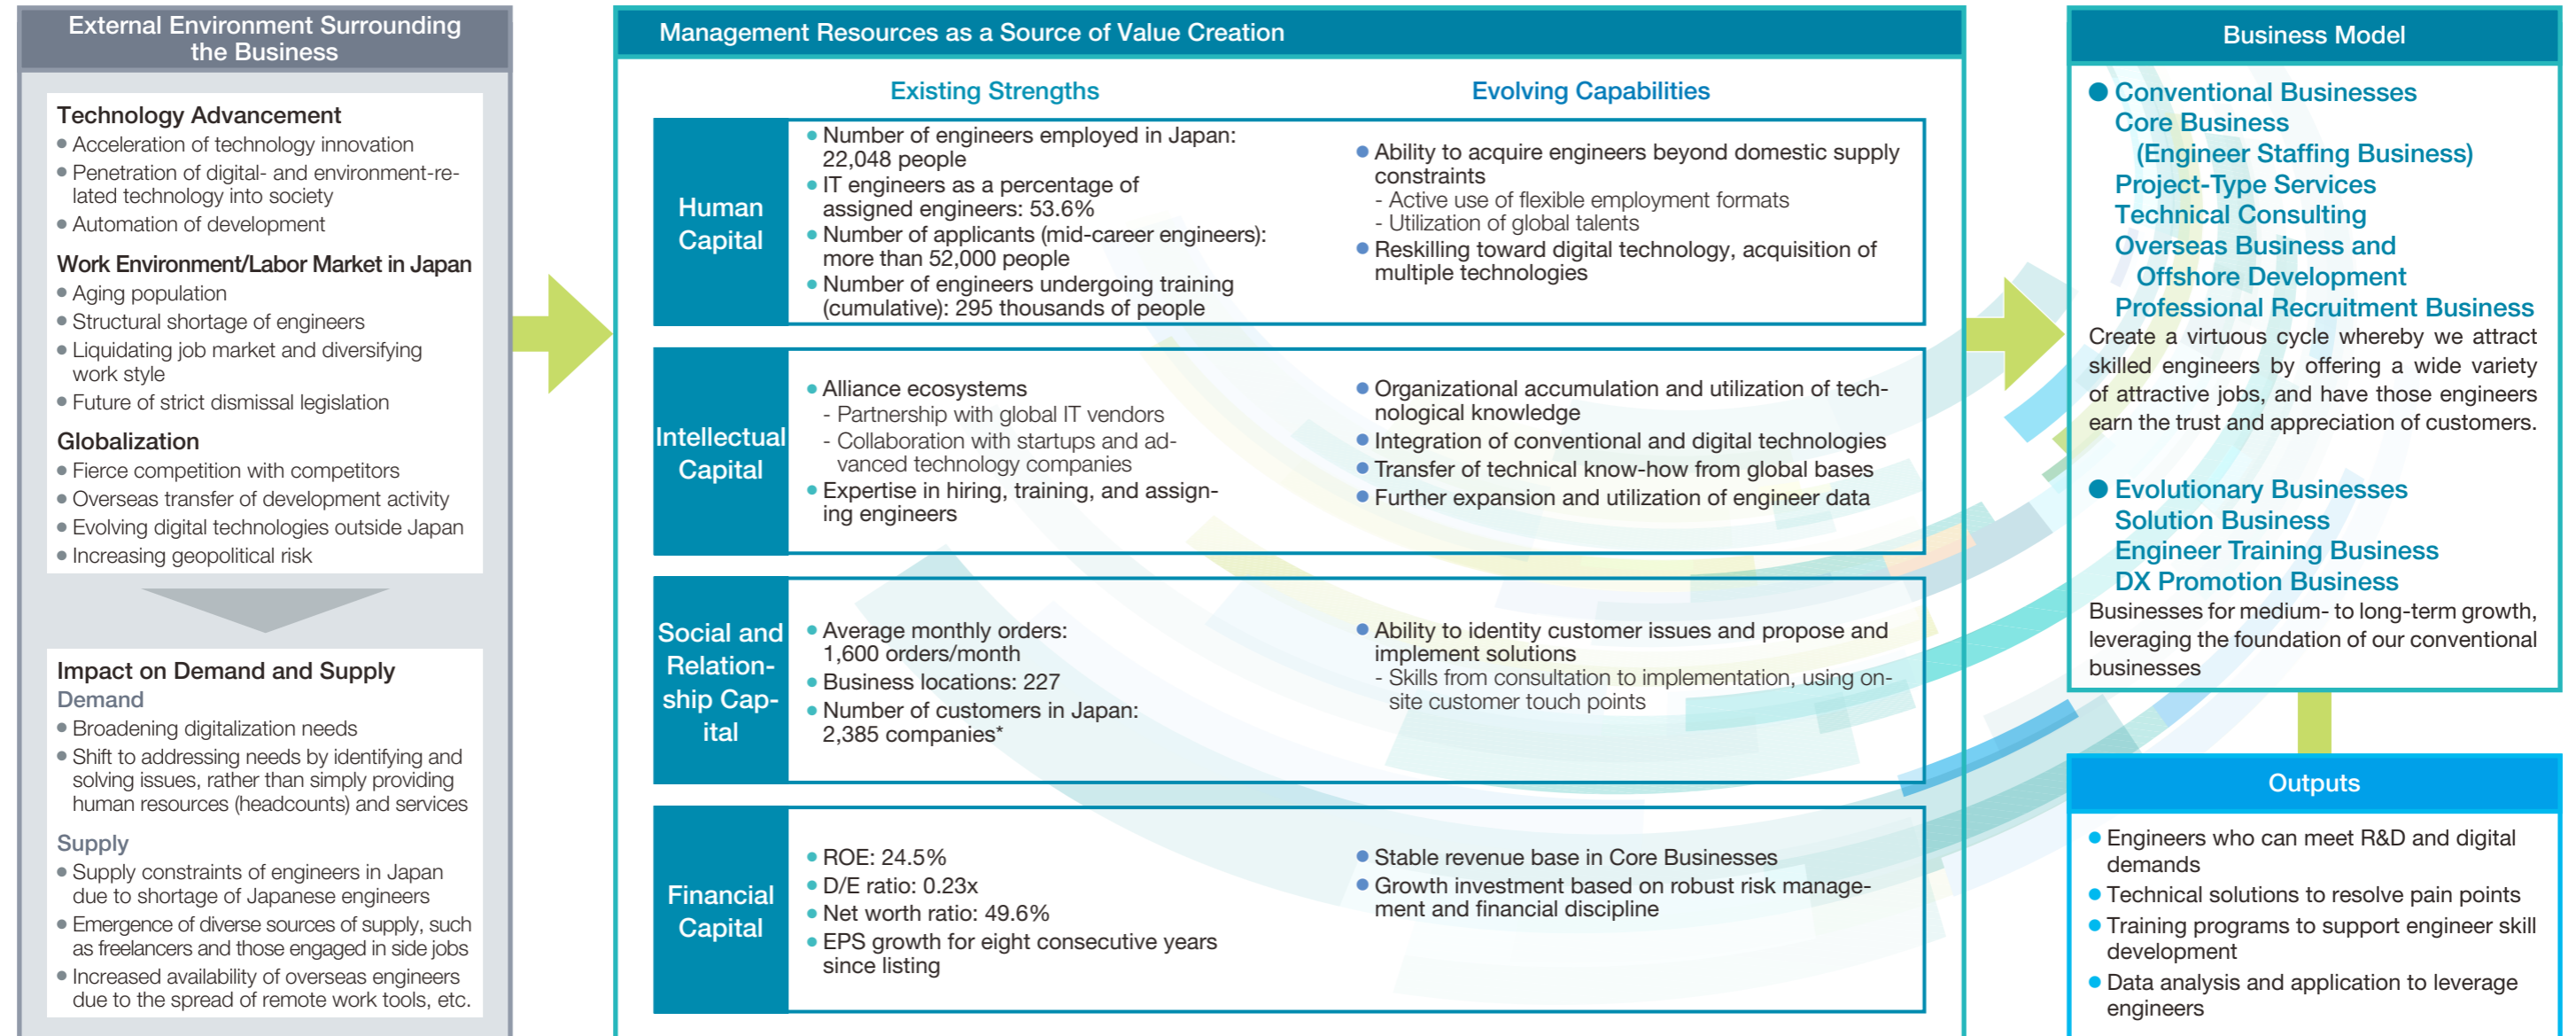 External Environment Surrounding
the Business
Technology Advancement
• Acceleration of technology innovation
• Penetration of digital- and environment-re-
lated technology into society
• Automation of development
Work Environment/Labor Market in Japan
• Aging population
• Structural shortage of engineers
• Liquidating job market and diversifying
work style
• Future of strict dismissal legislation
Globalization
• Fierce competition with competitors
• Overseas transfer of development activity
• Evolving digital technologies outside Japan
• Increasing geopolitical risk
Impact on Demand and Supply
Demand
• Broadening digitalization needs
• Shift to addressing needs by identifying and
solving issues, rather than simply providing
human resources (headcounts) and services
Supply
• Supply constraints of engineers in Japan
due to shortage of Japanese engineers
• Emergence of diverse sources of supply, such
as freelancers and those engaged in side jobs
• Increased availability of overseas engineers
due to the spread of remote work tools, etc.
Management Resources as a Source of Value Creation
Existing Strengths
Evolving Capabilities
Human
Capital
• Number of engineers employed in Japan:
22,048 people
• IT engineers as a percentage of
assigned engineers: 53.6%
• Number of applicants (mid-career engineers):
more than 52,000 people
• Number of engineers undergoing training
(cumulative): 295 thousands of people
• Ability to acquire engineers beyond domestic supply
constraints
- Active use of flexible employment formats
- Utilization of global talents
• Reskilling toward digital technology, acquisition of
multiple technologies
Intellectual
Capital
• Alliance ecosystems
- Partnership with global IT vendors
- Collaboration with startups and ad-
vanced technology companies
• Expertise in hiring, training, and assign-
ing engineers
• Organizational accumulation and utilization of tech-
nological knowledge
• Integration of conventional and digital technologies
• Transfer of technical know-how from global bases
• Further expansion and utilization of engineer data
Social and
Relation-
ship Cap-
ital
• Average monthly orders:
1,600 orders/month
• Business locations: 227
• Number of customers in Japan:
2,385 companies*
• Ability to identity customer issues and propose and
implement solutions
- Skills from consultation to implementation, using on-
site customer touch points
Financial
Capital
• ROE: 24.5%
• D/E ratio: 0.23x
• Net worth ratio: 49.6%
• EPS growth for eight consecutive years
since listing
• Stable revenue base in Core Businesses
• Growth investment based on robust risk manage-
ment and financial discipline
Business Model
● Conventional Businesses
Core Business
(Engineer Staffing Business)
Project-Type Services
Technical Consulting
Overseas Business and
Offshore Development
Professional Recruitment Business
Create a virtuous cycle whereby we attract
skilled engineers by offering a wide variety
of attractive jobs, and have those engineers
earn the trust and appreciation of customers.
● Evolutionary Businesses
Solution Business
Engineer Training Business
DX Promotion Business
Businesses for medium- to long-term growth,
leveraging the foundation of our conventional
businesses
Outputs
• Engineers who can meet R&D and digital
demands
• Technical solutions to resolve pain points
• Training programs to support engineer skill
development
• Data analysis and application to leverage
engineers